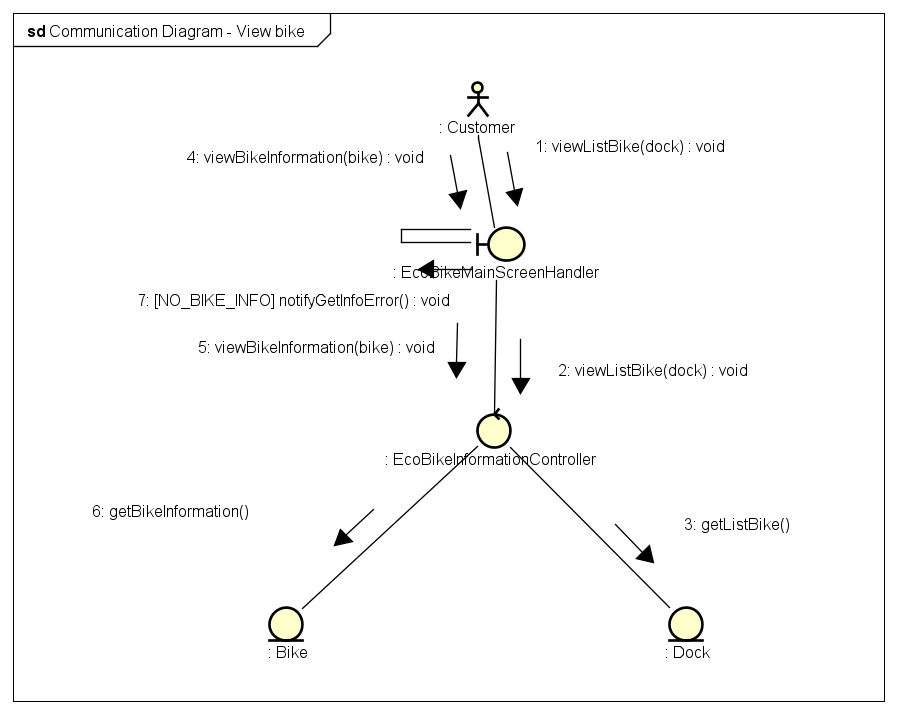 sd Communication Diagram - View bike
: Customer
4: viewBikeInformation(bike) : void
1: viewListBike(dock) : void
: EcoBikeMainScreenHandler
7: [NO_BIKE_INFO] notifyGetInfoError() : void
5: viewBikeInformation(bike) : void
2: viewListBike(dock) : void
: EcoBikeInformationController
6: getBikeInformation()
3: getListBike()
: Bike
: Dock